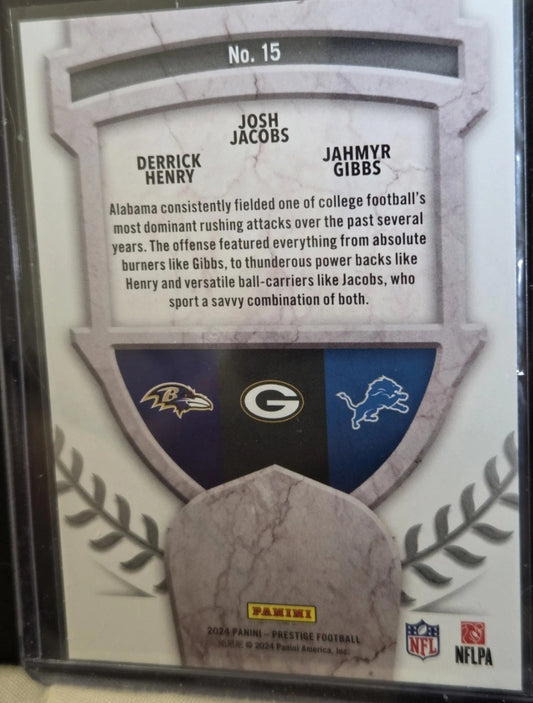 No. 15
JOSH
JACOBS
DERRICK
HENRY
JAHMYR
GIBBS
Alabama consistently fielded one of college football's
most dominant rushing attacks over the past several
years. The offense featured everything from absolute
burners like Gibbs, to thunderous power backs like
Henry and versatile ball-carriers like Jacobs, who
sport a savvy combination of both.
B
G
PANINI
2024 PANINI – PRESTIGE FOOTBALL
© 2024 Panini America, Inc.
NFL
NFLPA